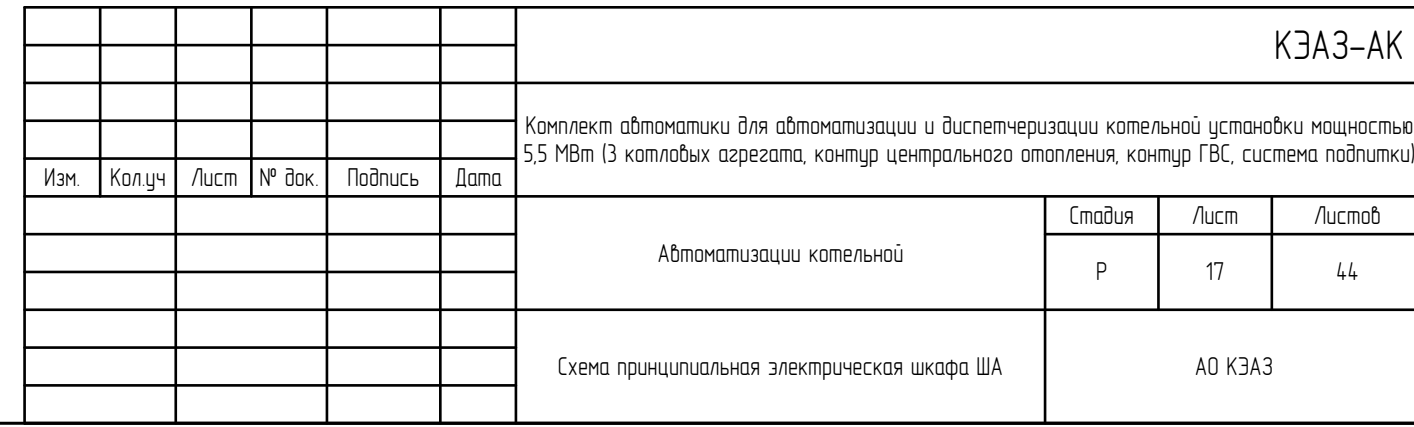 КЭАЗ-АК
Комплект автоматики для автоматизации и диспетчеризации котельной установки мощностью
5,5 МВт (3 котловых агрегата, контур центрального отопления, контур ГВС, система подпитки)
Изм. Кол.уч Лист № док. Подпись Дата
Автоматизации котельной
Стадия Лист Листов
Р 17 44
Схема принципиальная электрическая шкафа ША
АО КЭАЗ